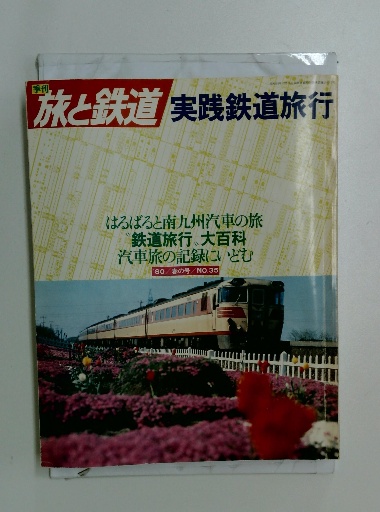 季刊
旅と鉄道
実践鉄道旅行
はるばると南九州汽車の旅
“鉄道旅行”大百科
汽車旅の記録にいどむ
'80/春の号/NO.35